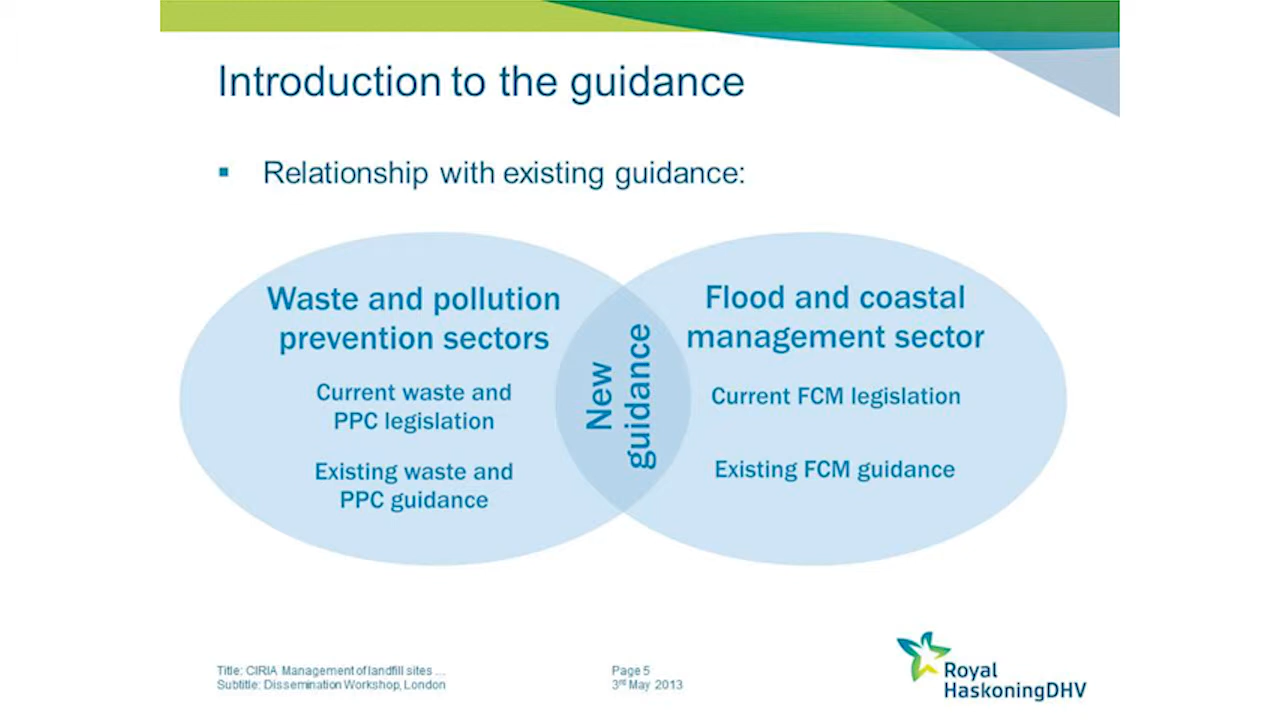 Introduction to the guidance
▪ Relationship with existing guidance:
Waste and pollution
prevention sectors
Current waste and
PPC legislation
Existing waste and
PPC guidance
New
guidance
Flood and coastal
management sector
Current FCM legislation
Existing FCM guidance
Title: CIRIA Management of landfill sites ...
Subtitle: Dissemination Workshop, London
Page 5
3rd May 2013
Royal
HaskoningDHV